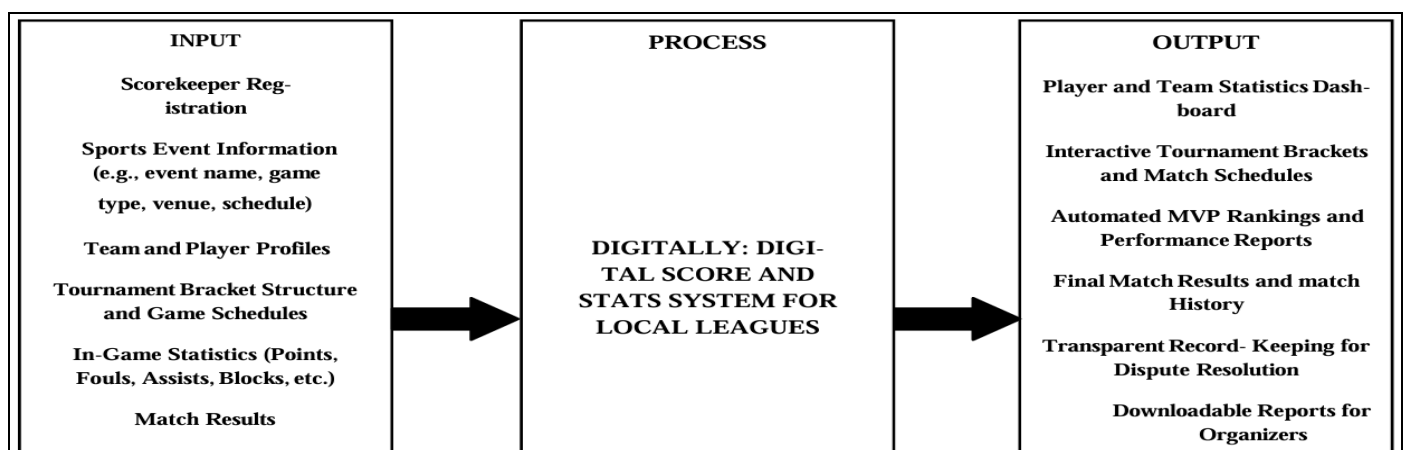 INPUT
Scorekeeper Reg-
istration
Sports Event Information
(e.g., event name, game
type, venue, schedule)
Team and Player Profiles
Tournament Bracket Structure
and Game Schedules
In-Game Statistics (Points,
Fouls, Assists, Blocks, etc.)
Match Results
PROCESS
DIGITALLY: DIGI-
TAL SCORE AND
STATS SYSTEM FOR
LOCAL LEAGUES
OUTPUT
Player and Team Statistics Dash-
board
Interactive Tournament Brackets
and Match Schedules
Automated MVP Rankings and
Performance Reports
Final Match Results and match
History
Transparent Record- Keeping for
Dispute Resolution
Downloadable Reports for
Organizers